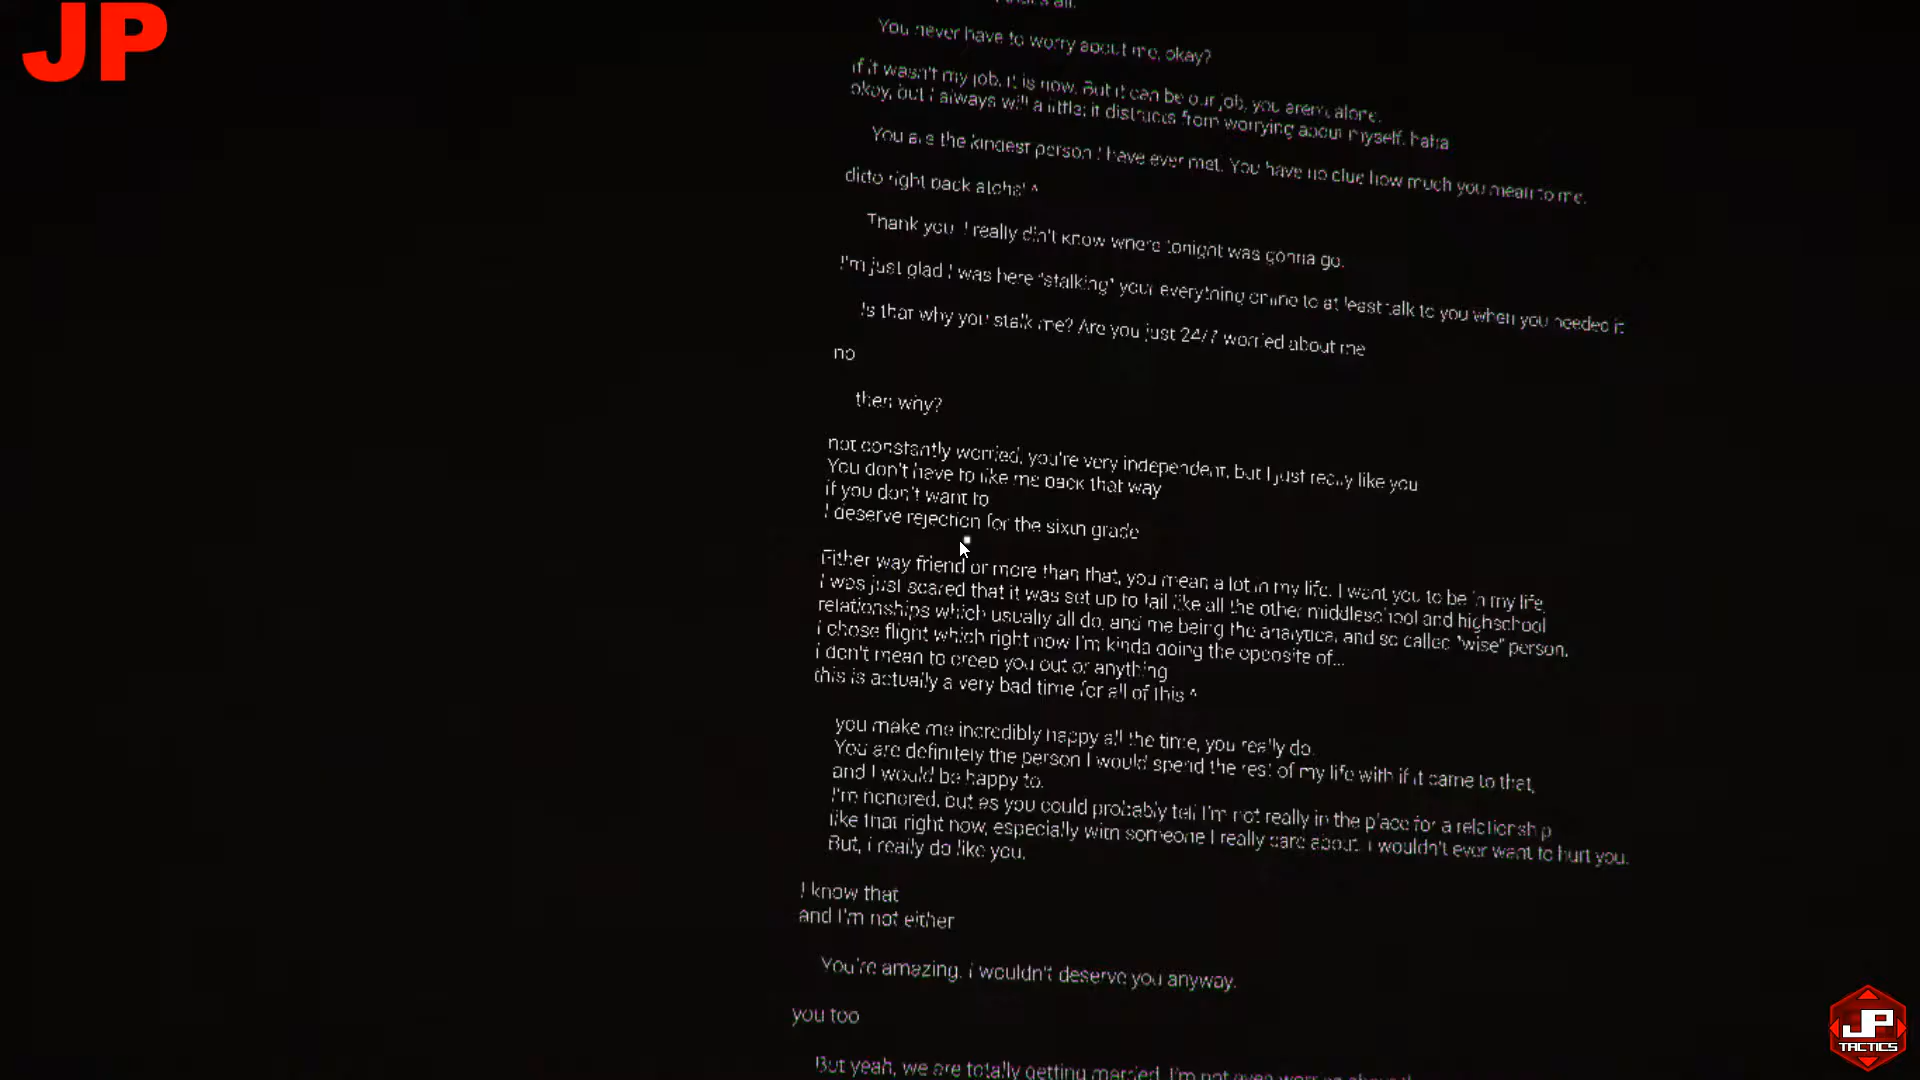 JP
You never have to worry about me, okay?
if it wasn't my job, it is now. But it can be our job, you aren't alone.
okay, but I always will a little; it distracts from worrying about myself. haha
You are the kindest person I have ever met. You have no clue how much you mean to me.
right back atcha! ^
Thank you. I really din't know where tonight was gonna go.
I'm just glad I was here "stalking" your everything online to at least talk to you when you needed it
Is that why you stalk me? Are you just 24/7 worried about me
no
then why?
not constantly worried, you're very independent, but I just really like you
You don't have to like me back that way
if you don't want to
I deserve rejection for the sixth grade
Either way friend or more than that, you mean a lot in my life. I want you to be in my life,
I was just scared that it was set up to fail like all the other middleschool and highschool
relationships which usually all do, and me being the analytical and so called "wise" person,
i chose flight which right now I'm kinda going the opposite of...
i don't mean to creep you out or anything
this is actually a very bad time for all of this ^
you make me incredibly happy all the time, you really do.
You are definitely the person I would spend the rest of my life with if it came to that,
and I would be happy to.
I'm honored, but as you could probably tell I'm not really in the place for a relationship
like that right now, especially with someone I really care about. I wouldn't ever want to hurt you.
But, i really do like you.
I know that
and I'm not either
You're amazing. i wouldn't deserve you anyway.
you too
But yeah, we are totally getting married. I'm not even
JP
TACTICS